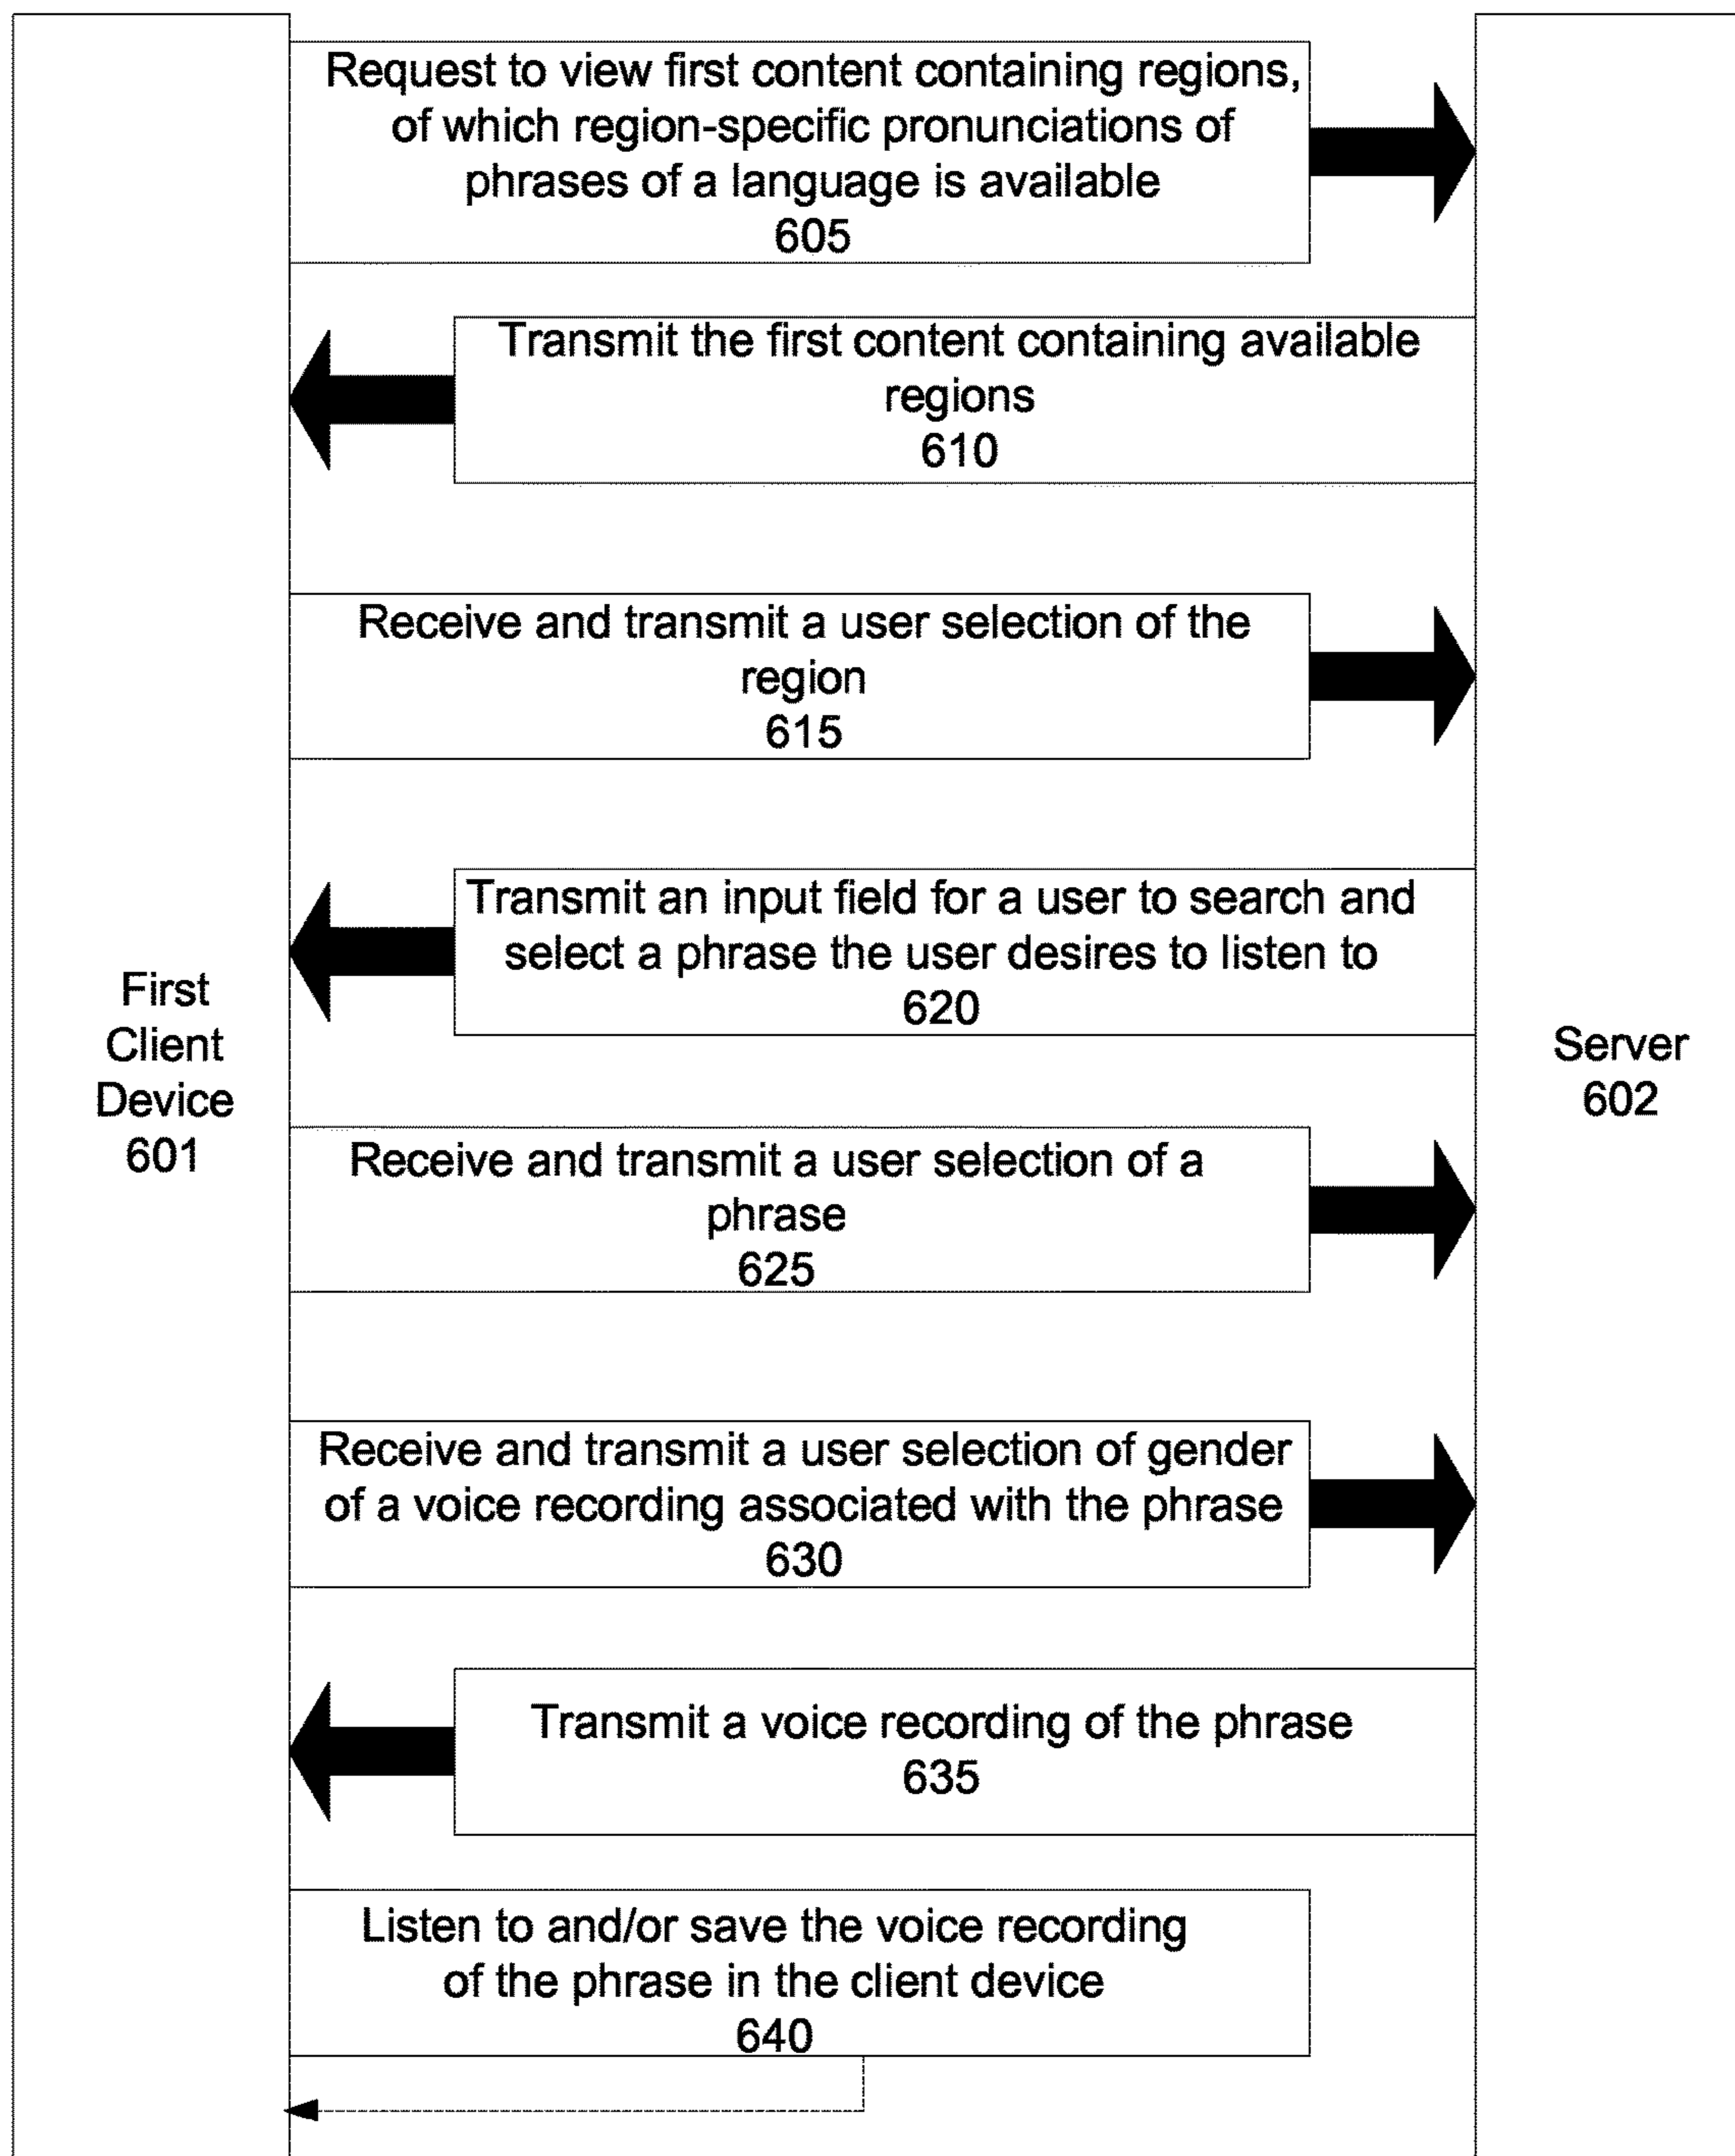 Request to view first content containing regions,
of which region-specific pronunciations of
phrases of a language is available
605
Transmit the first content containing available
regions
610
Receive and transmit a user selection of the
region
615
Transmit an input field for a user to search and
select a phrase the user desires to listen to
620
First
Client
Device
601
Server
602
Receive and transmit a user selection of a
phrase
625
Receive and transmit a user selection of gender
of a voice recording associated with the phrase
630
Transmit a voice recording of the phrase
635
Listen to and/or save the voice recording
of the phrase in the client device
640